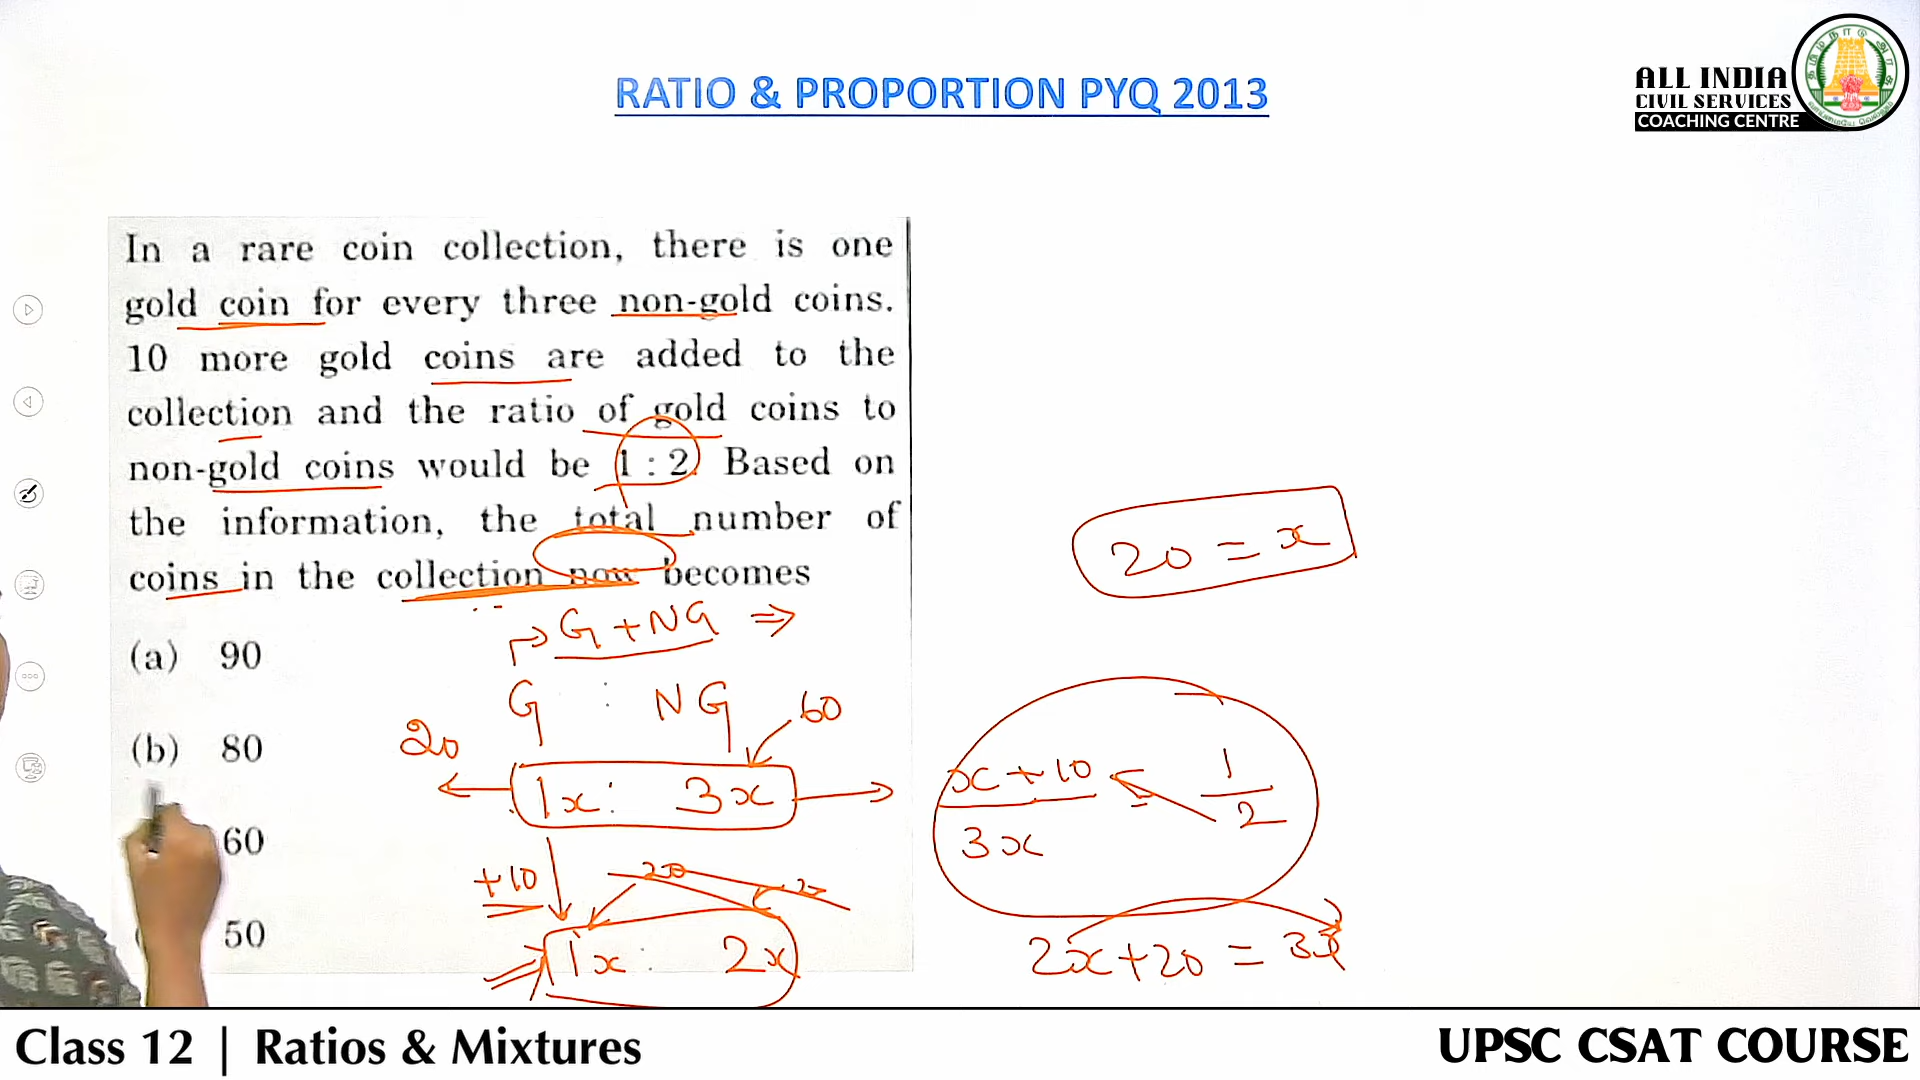 RATIO & PROPORTION PYQ 2013
ALL INDIA
CIVIL SERVICES
COACHING CENTRE
In a rare coin collection, there is one
gold coin for every three non-gold coins.
10 more gold coins are added to the
collection and the ratio of gold coins to
non-gold coins would be 1 : 2. Based on
the information, the total number of
coins in the collection now becomes
G + NG ⇒
(a) 90
(b) 80
60
50
G : NG
20
60
1x : 3x
+10
20
1x : 2x
20 = x
x + 10 = 1
3x 2
2x + 20 = 3x
Class 12 | Ratios & Mixtures
UPSC CSAT COURSE